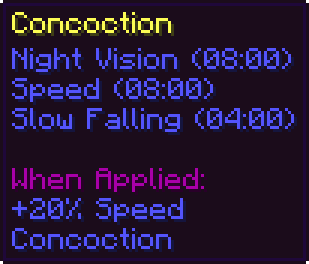 Concoction
Night Vision (08:00)
Speed (08:00)
Slow Falling (04:00)
When Applied:
+20% Speed
Concoction